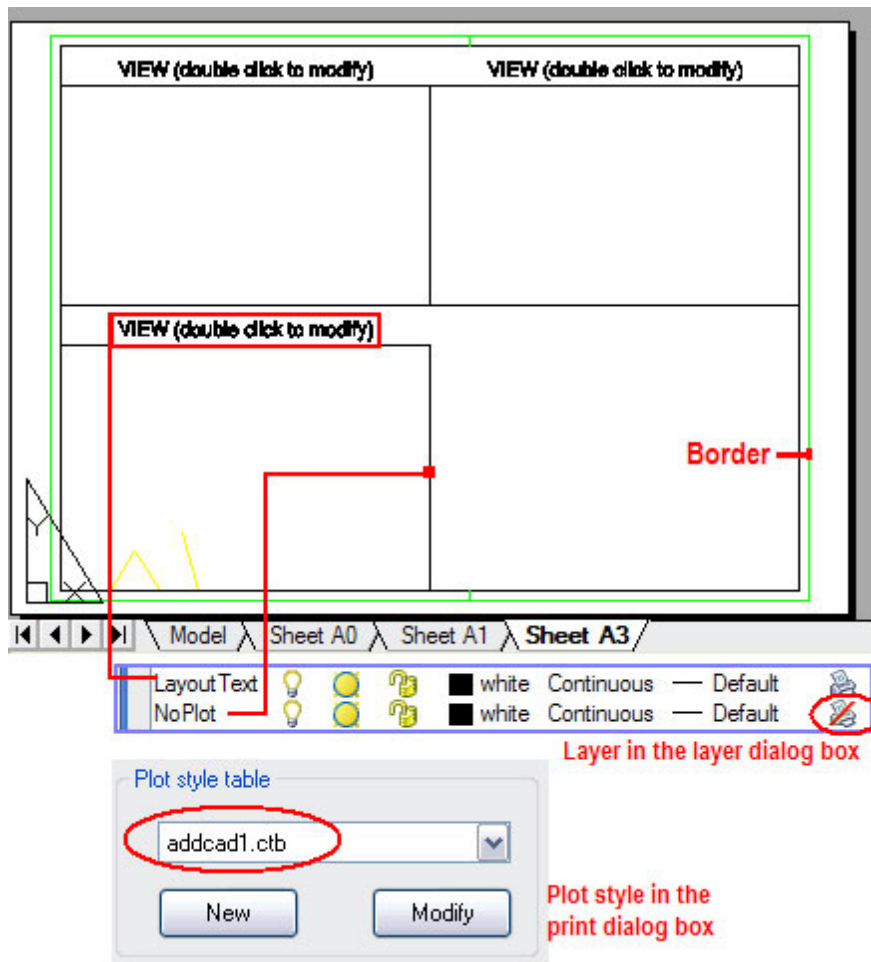 VIEW (double click to modify) VIEW (double click to modify)
VIEW (double click to modify)
Border
Y
X
Model Sheet A0 Sheet A1 Sheet A3
LayoutText white Continuous Default
NoPlot white Continuous Default
Layer in the layer dialog box
Plot style table
addcad1.ctb
New Modify
Plot style in the
print dialog box